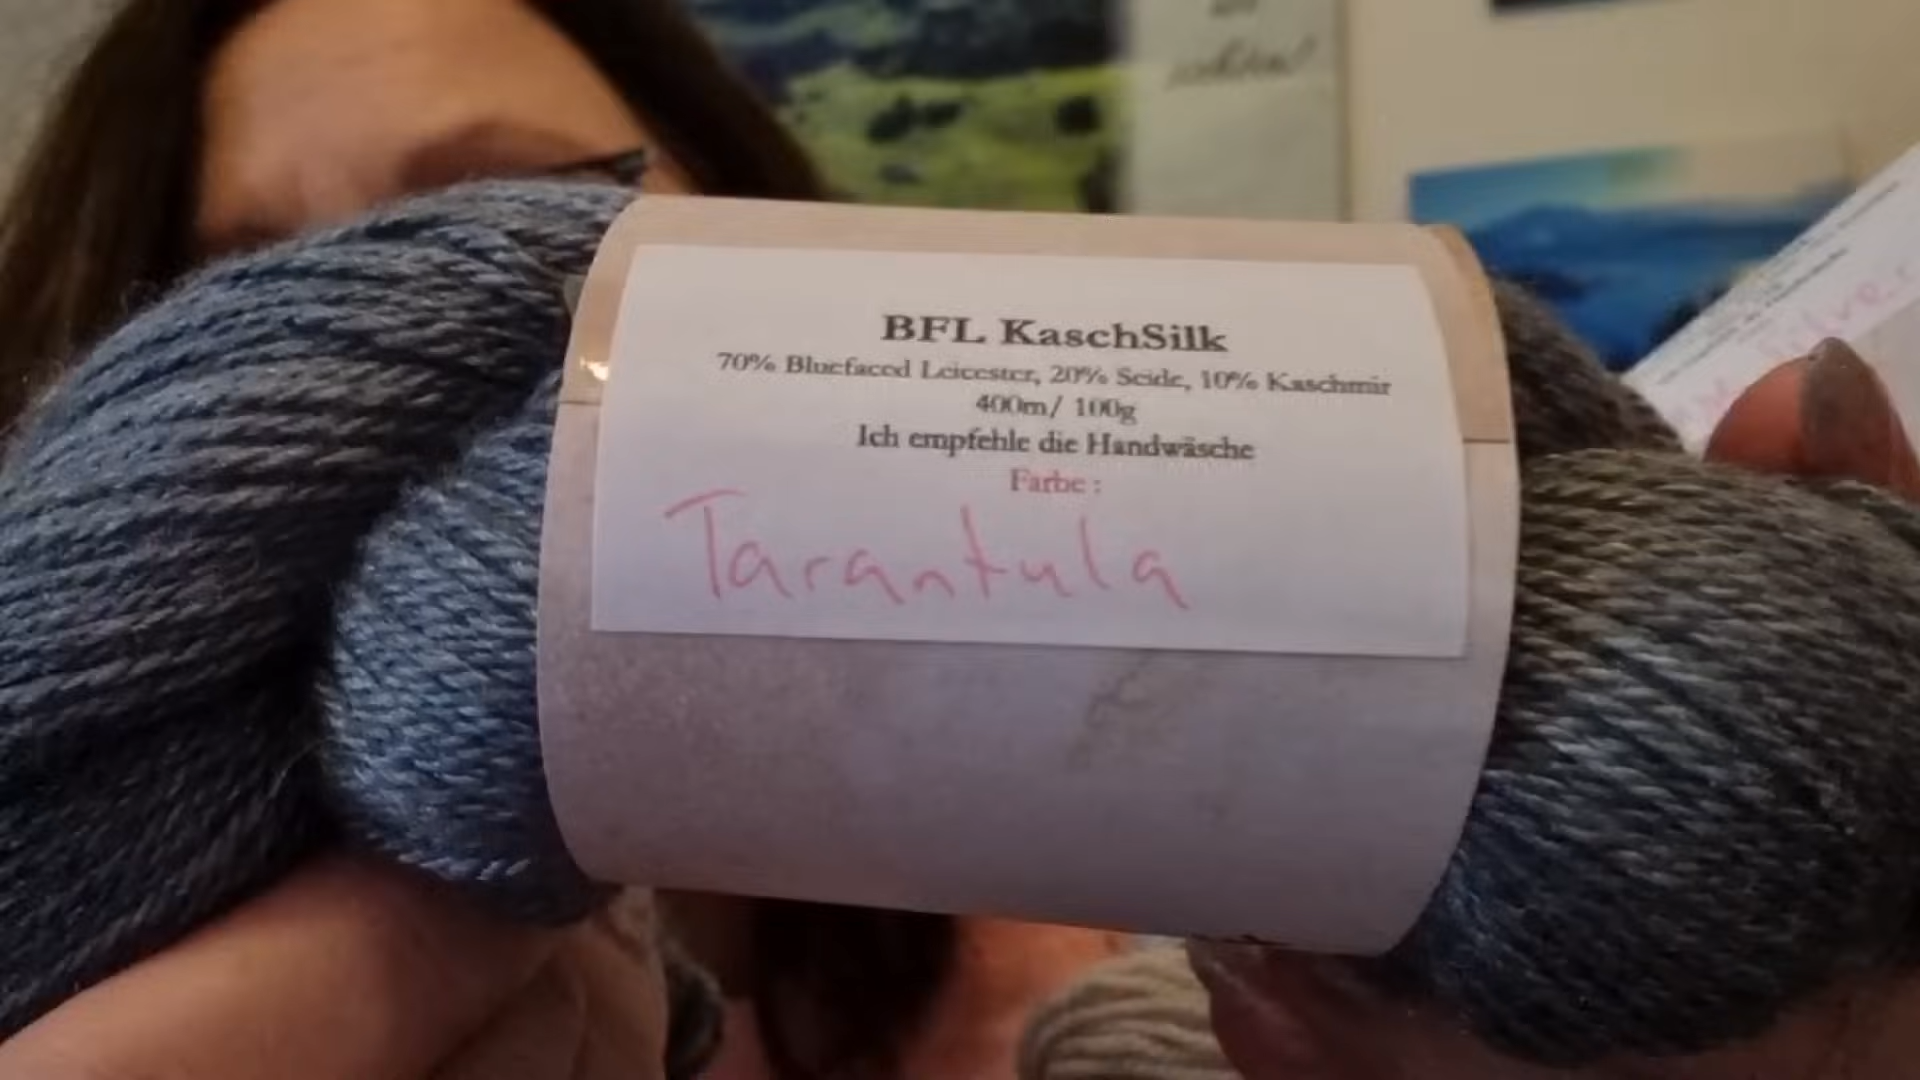 BFL KaschSilk
70% Bluefaced Leicester, 20% Seide, 10% Kaschmir
400m/ 100g
Ich empfehle die Handwäsche
Farbe :
Tarantula